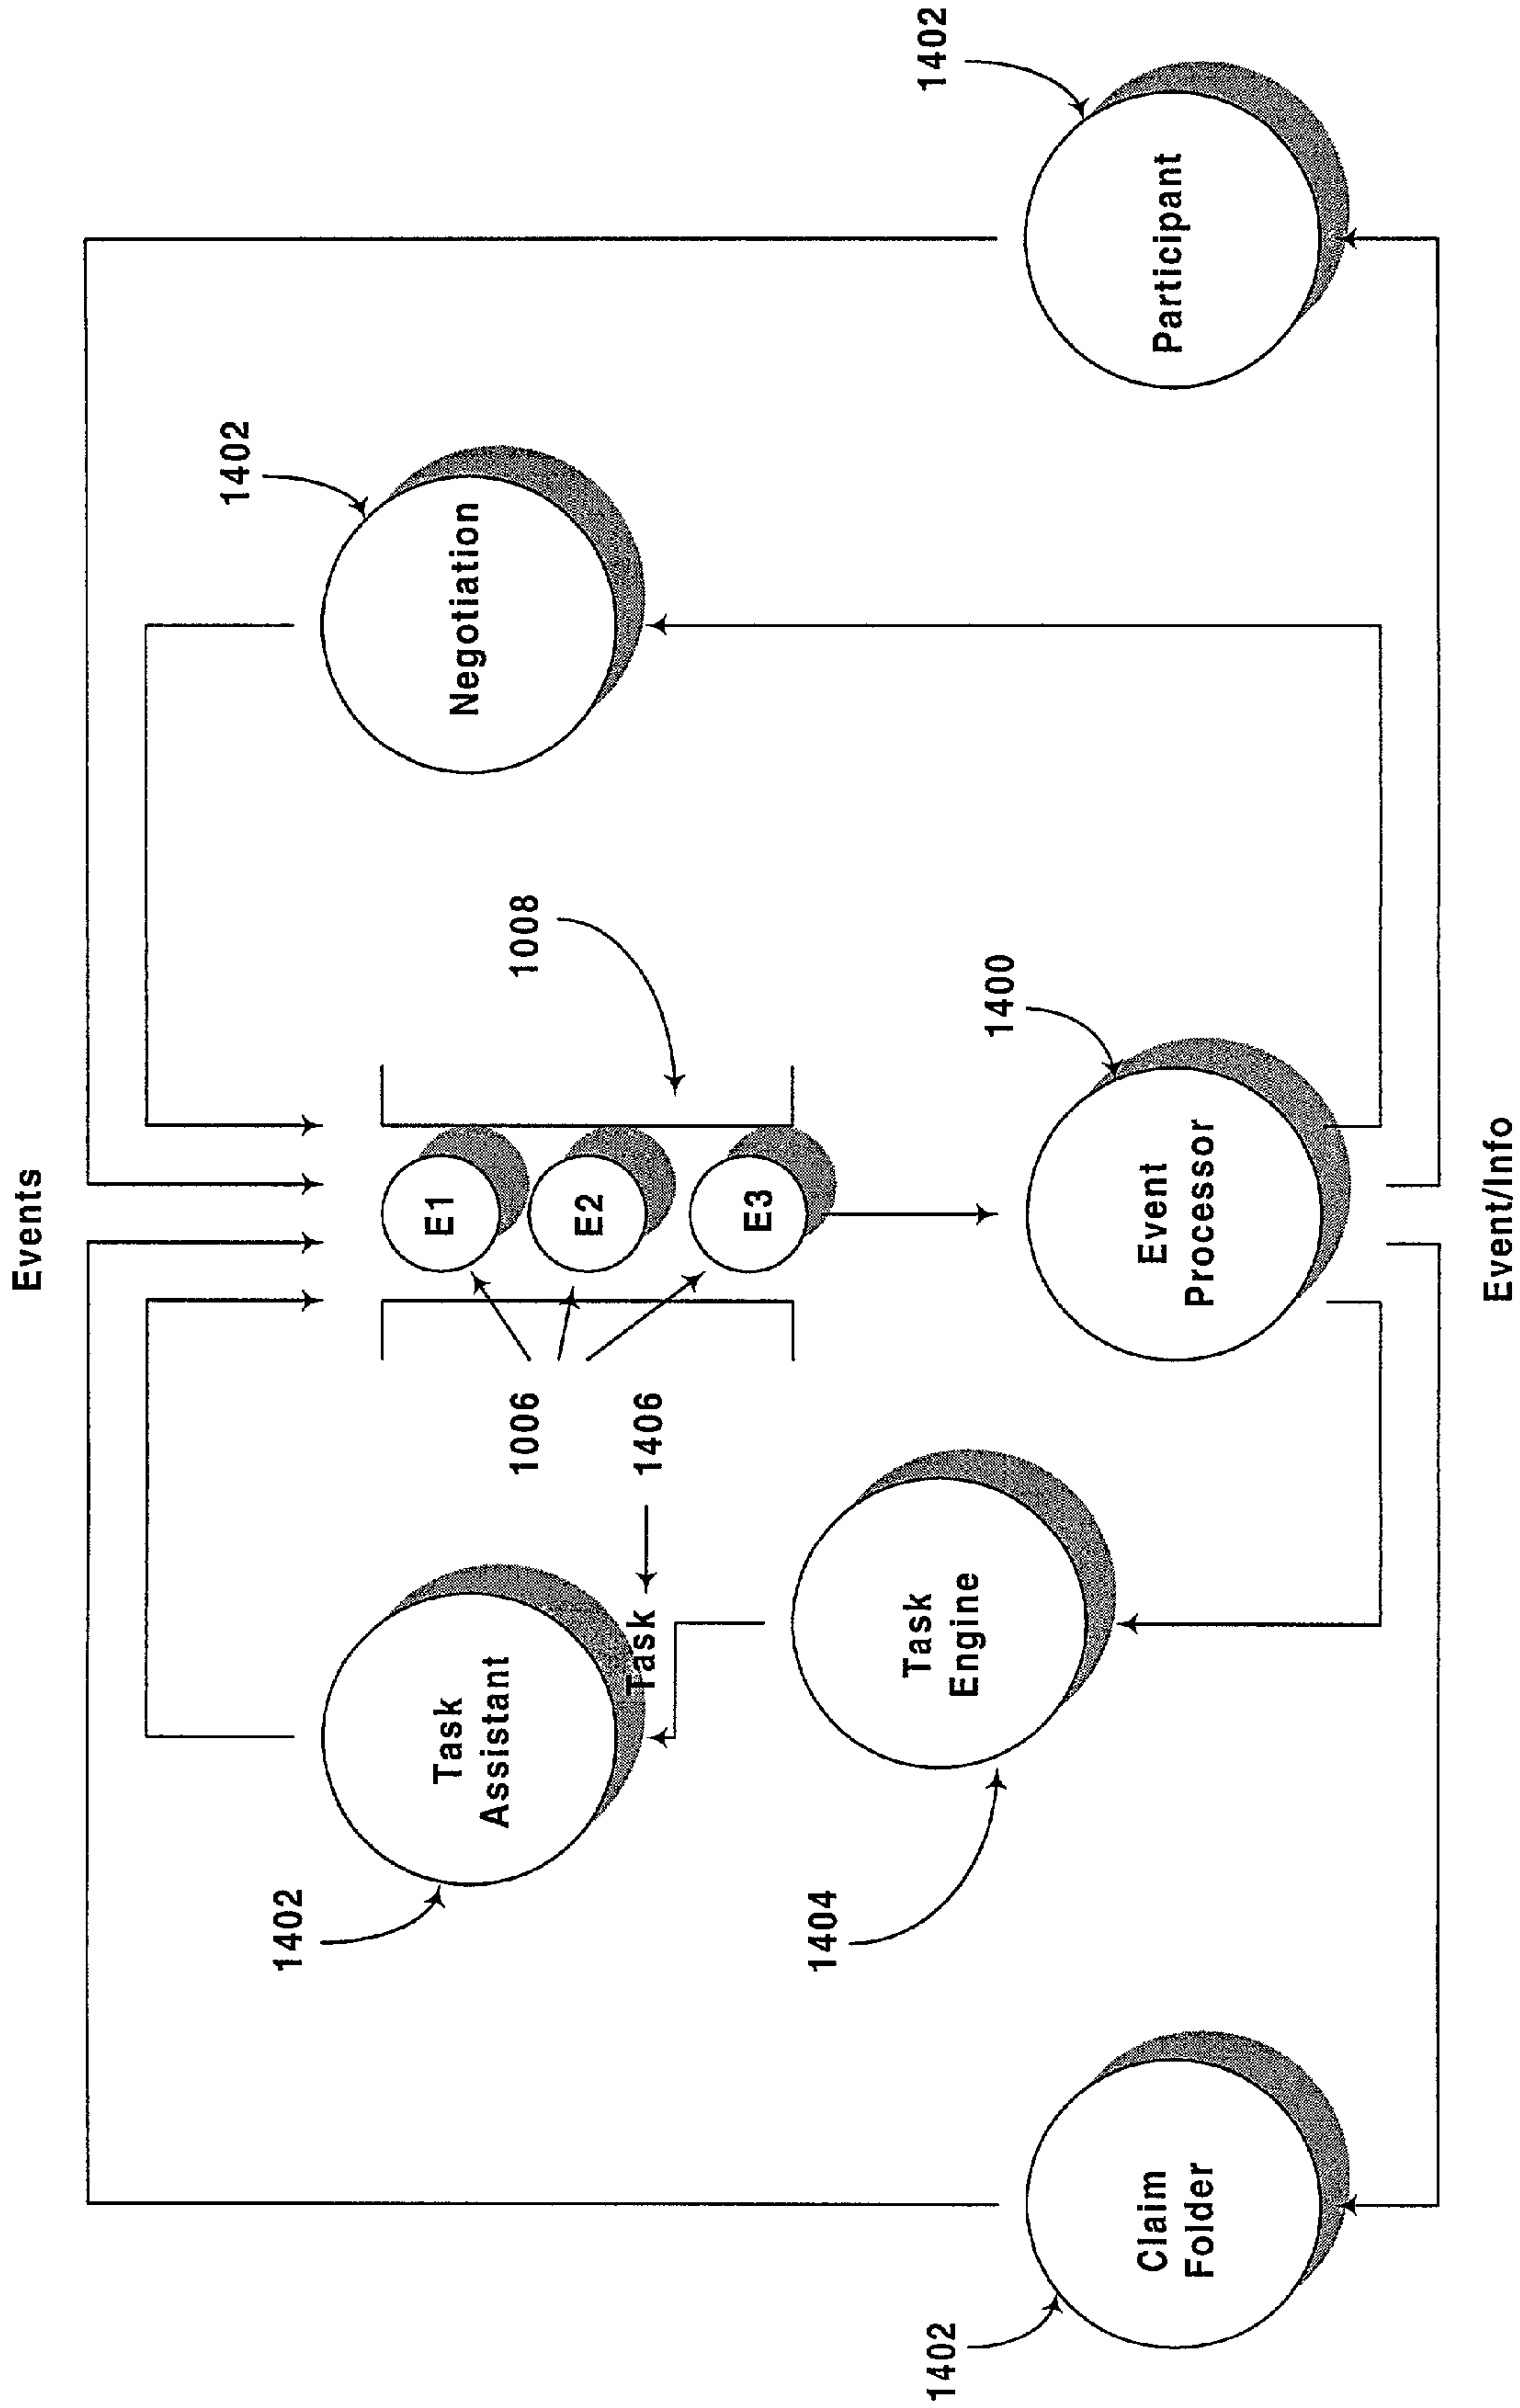 Events
1402
1402
Task
Assistant
Negotiation
E1
E2
E3
1006
1008
1406
Task
1404
Task
Engine
1402
Claim
Folder
1400
Event
Processor
1402
Participant
Event/Info